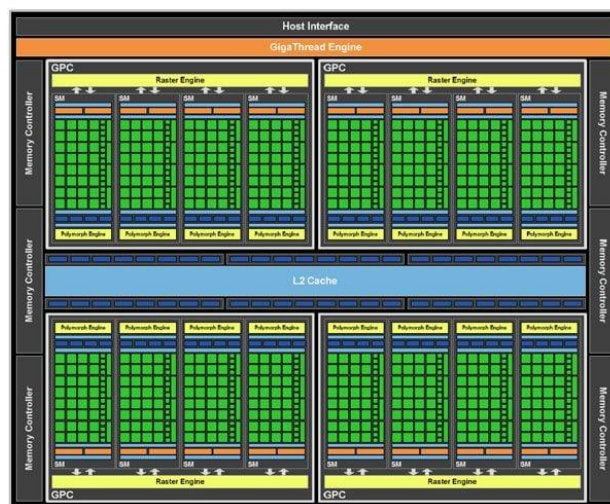 Host Interface
GigaThread Engine
GPC
GPC
Raster Engine
Raster Engine
SM
SM
SM
SM
SM
SM
SM
SM
Polymorph Engine
Polymorph Engine
Polymorph Engine
Polymorph Engine
Polymorph Engine
Polymorph Engine
Polymorph Engine
Polymorph Engine
Memory Controller
Memory Controller
Memory Controller
Memory Controller
Memory Controller
Memory Controller
L2 Cache
Polymorph Engine
Polymorph Engine
Polymorph Engine
Polymorph Engine
Polymorph Engine
Polymorph Engine
Polymorph Engine
Polymorph Engine
SM
SM
SM
SM
SM
SM
SM
SM
Raster Engine
Raster Engine
GPC
GPC